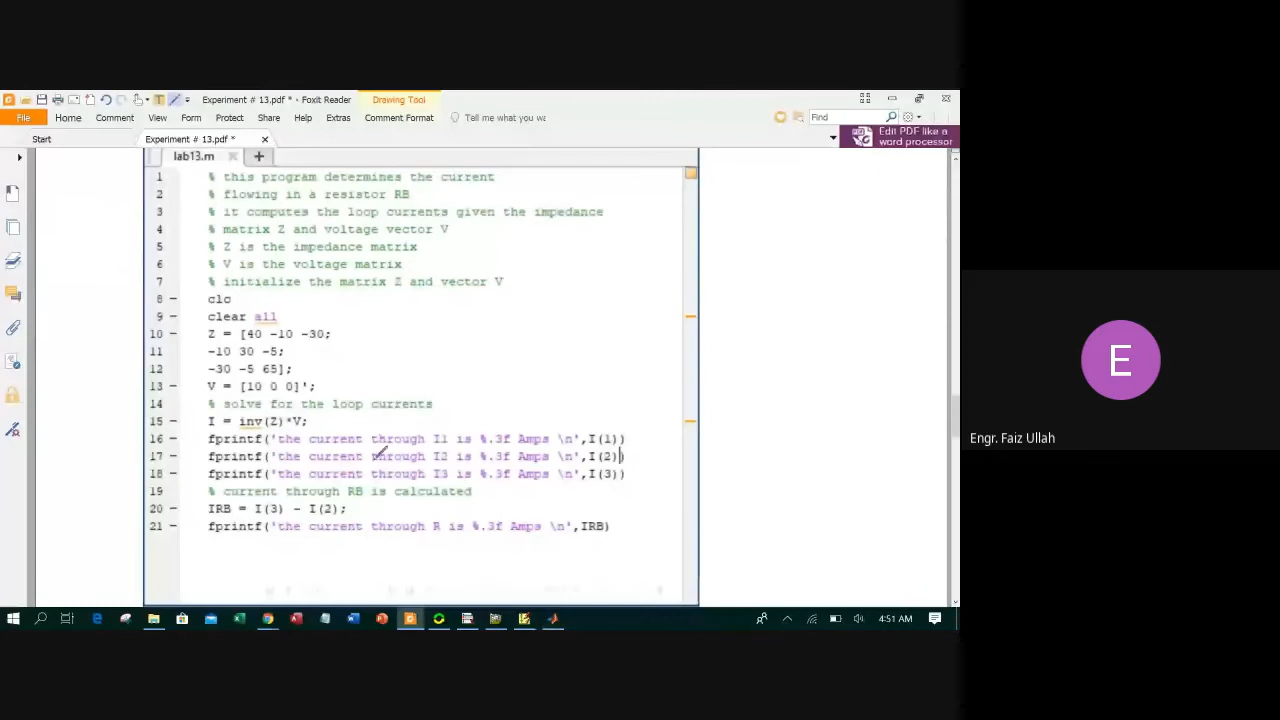 Experiment # 13.pdf * - Foxit Reader
Drawing Tool
File
Home
Comment
View
Form
Protect
Share
Help
Extras
Comment Format
Tell me what you wa
Find
Start
Experiment # 13.pdf *
Edit PDF like a
word processor
lab13.m
1 % this program determines the current
2 % flowing in a resistor RB
3 % it computes the loop currents given the impedance
4 % matrix Z and voltage vector V
5 % Z is the impedance matrix
6 % V is the voltage matrix
7 % initialize the matrix Z and vector V
8 - clc
9 - clear all
10 - Z = [40 -10 -30;
11 -10 30 -5;
12 - -30 -5 65];
13 - V = [10 0 0]';
14 % solve for the loop currents
15 - I = inv(Z)*V;
16 - fprintf('the current through I1 is %.3f Amps \n',I(1))
17 - fprintf('the current through I2 is %.3f Amps \n',I(2))
18 - fprintf('the current through I3 is %.3f Amps \n',I(3))
19 % current through RB is calculated
20 - IRB = I(3) - I(2);
21 - fprintf('the current through R is %.3f Amps \n',IRB)
4:51 AM
E
Engr. Faiz Ullah